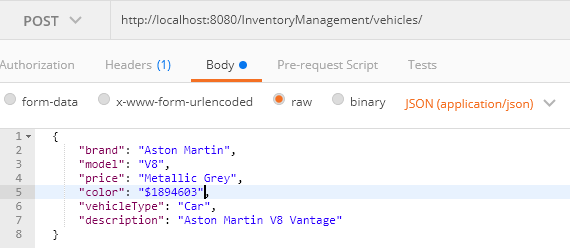 POST http://localhost:8080/InventoryManagement/vehicles/
Authorization Headers (1) Body Pre-request Script Tests
form-data x-www-form-urlencoded raw binary JSON (application/json)
1 {
2 "brand": "Aston Martin",
3 "model": "V8",
4 "price": "Metallic Grey",
5 "color": "$1894603",
6 "vehicleType": "Car",
7 "description": "Aston Martin V8 Vantage"
8 }